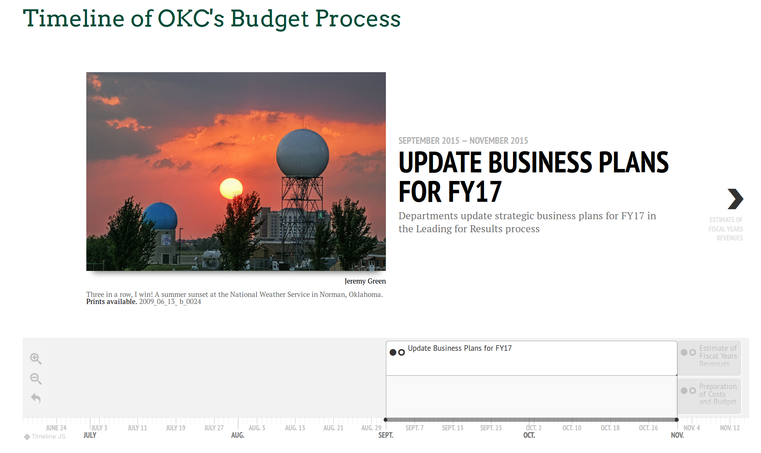 Timeline of OKC's Budget Process
SEPTEMBER 2015 — NOVEMBER 2015
UPDATE BUSINESS PLANS
FOR FY17
Departments update strategic business plans for FY17 in
the Leading for Results process
ESTIMATE OF
FISCAL YEARS
REVENUES
Jeremy Green
Three in a row, I win! A summer sunset at the National Weather Service in Norman, Oklahoma.
Prints available. 2009_06_13_ b_0024
Update Business Plans for FY17
Estimate of
Fiscal Years
Revenues
Preparation
of Costs
and Budget
JUNE 24 JULY 3 JULY 11 JULY 19 JULY 27 AUG. 5 AUG. 13 AUG. 21 AUG. 29 SEPT. 7 SEPT. 15 SEPT. 23 OCT. 2 OCT. 10 OCT. 18 OCT. 26 NOV. 4 NOV. 12
Timeline JS JULY AUG. SEPT. OCT. NOV.